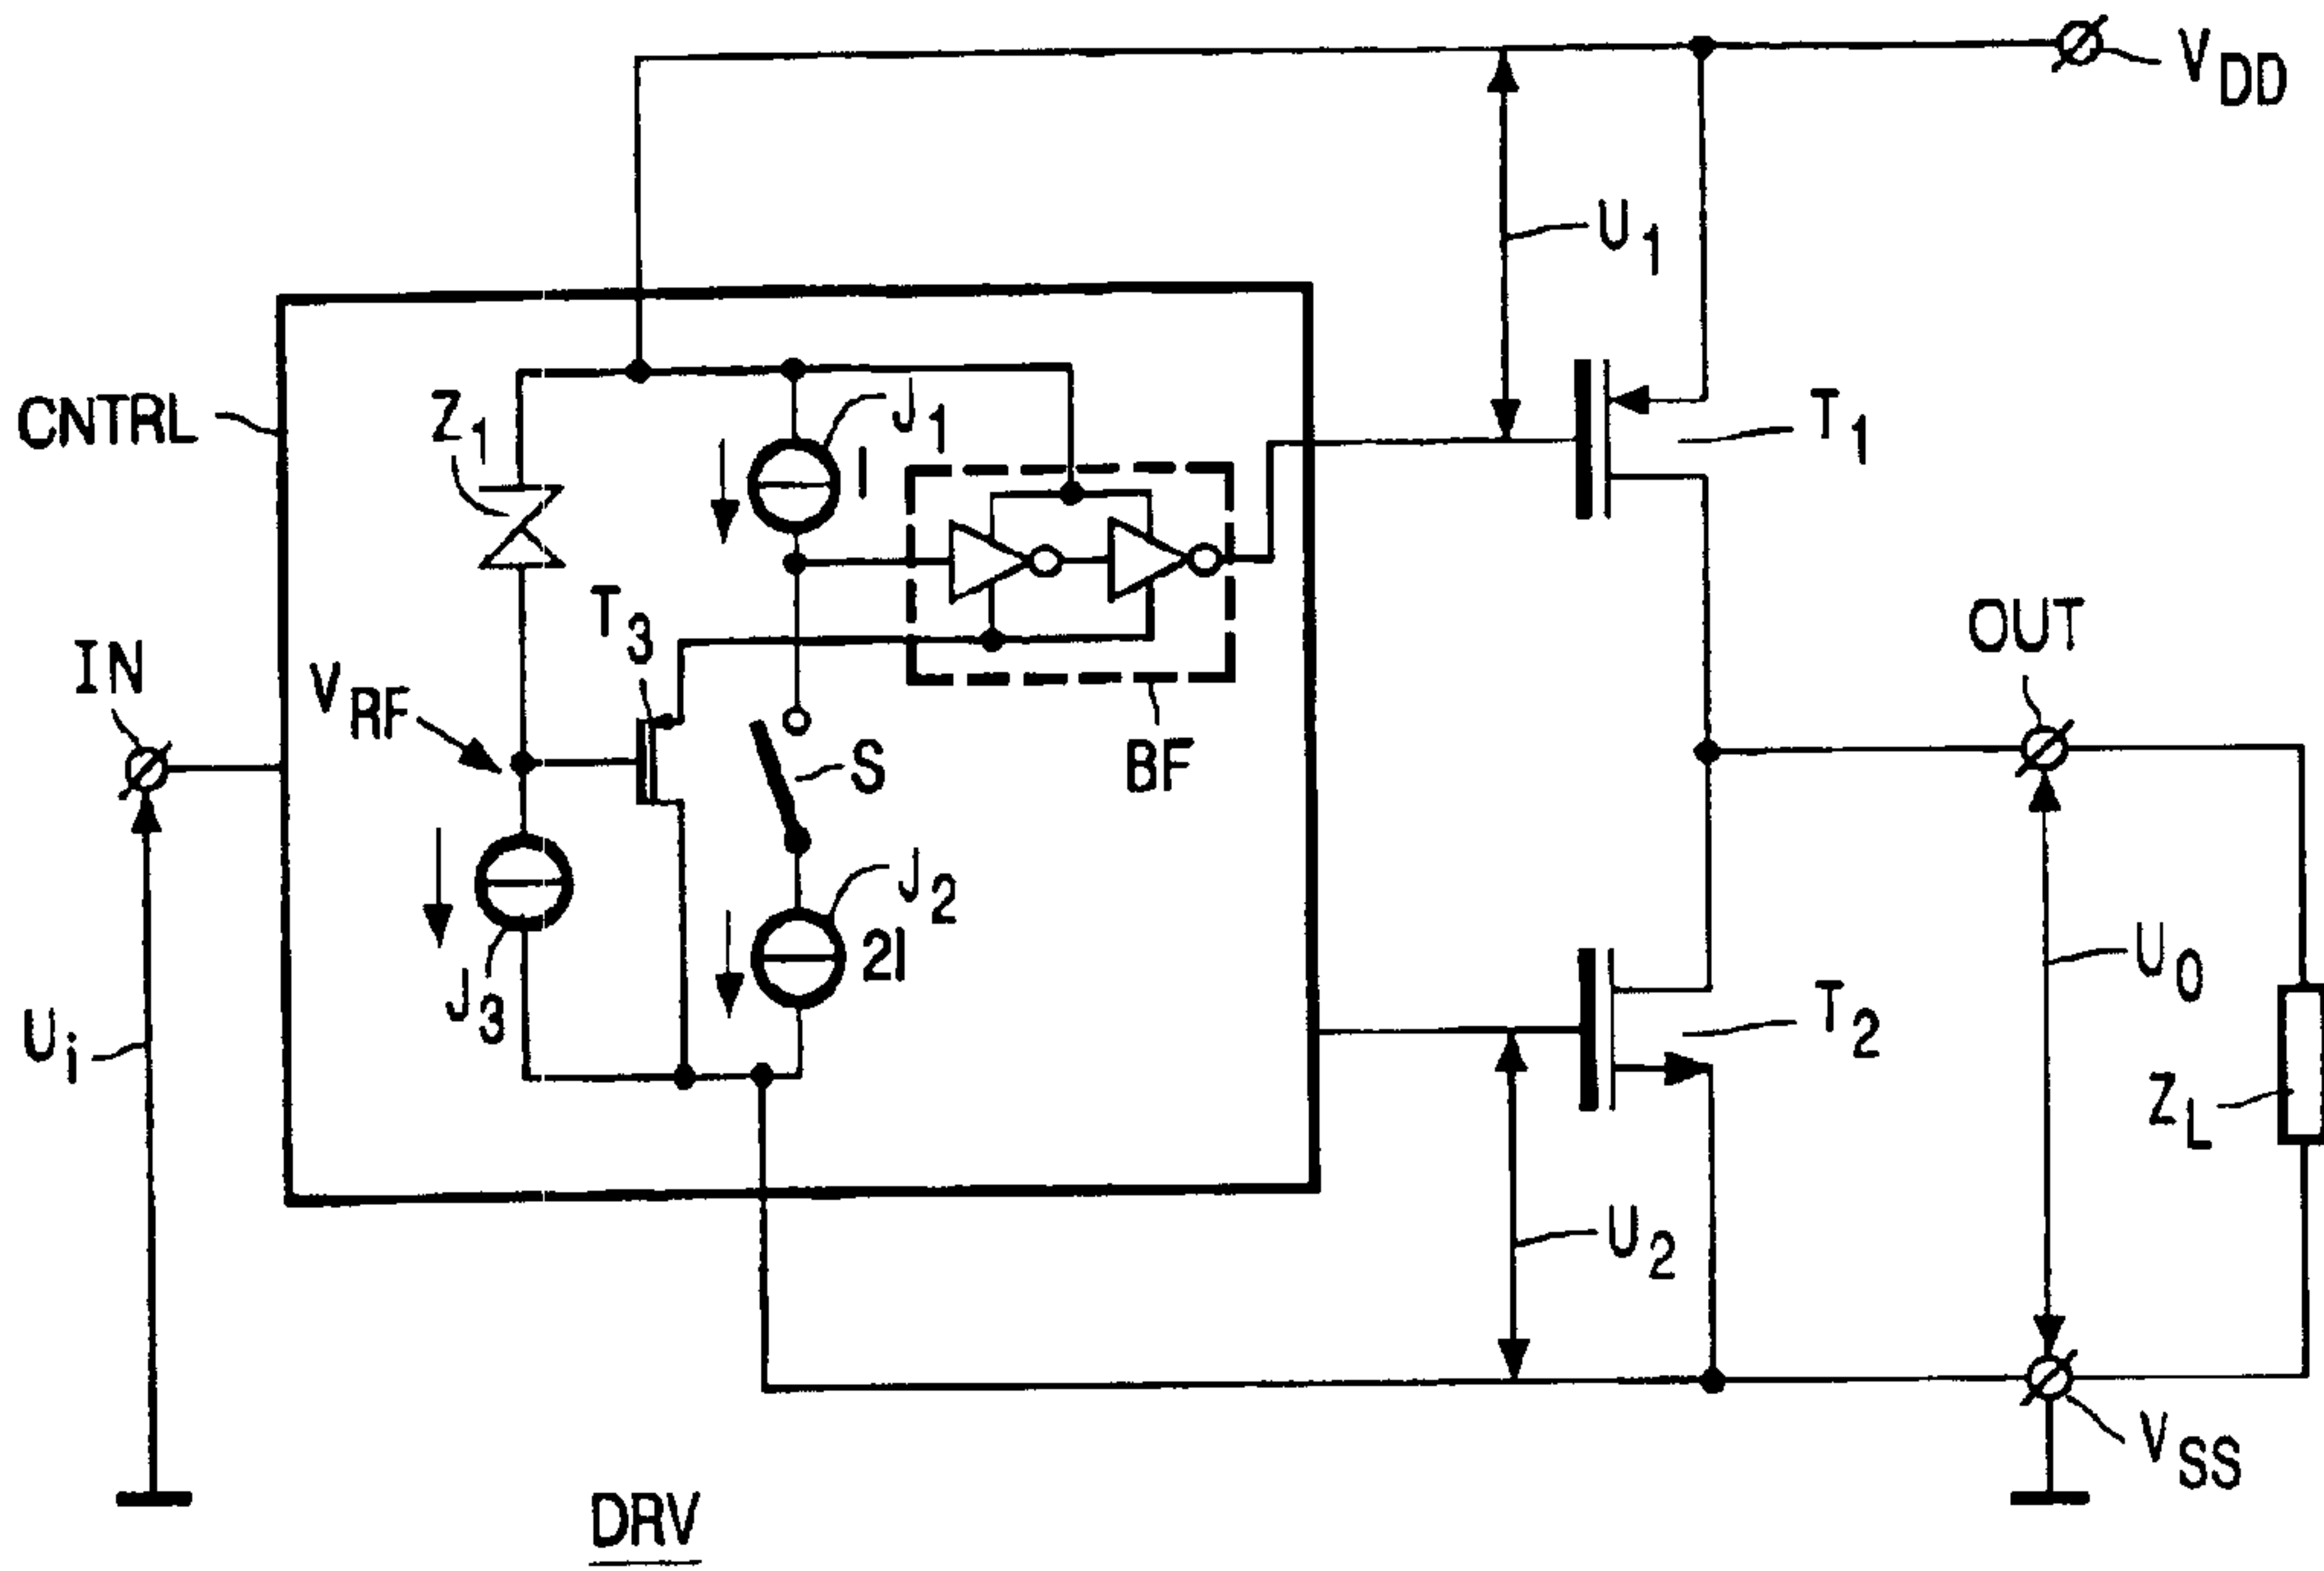 V_DD
U_1
CNTRL
Z_1
J_1
I
T_1
T_3
IN
V_RF
OUT
S
BF
J_2
2I
J_3
U_i
U_O
T_2
Z_L
U_2
V_SS
DRV